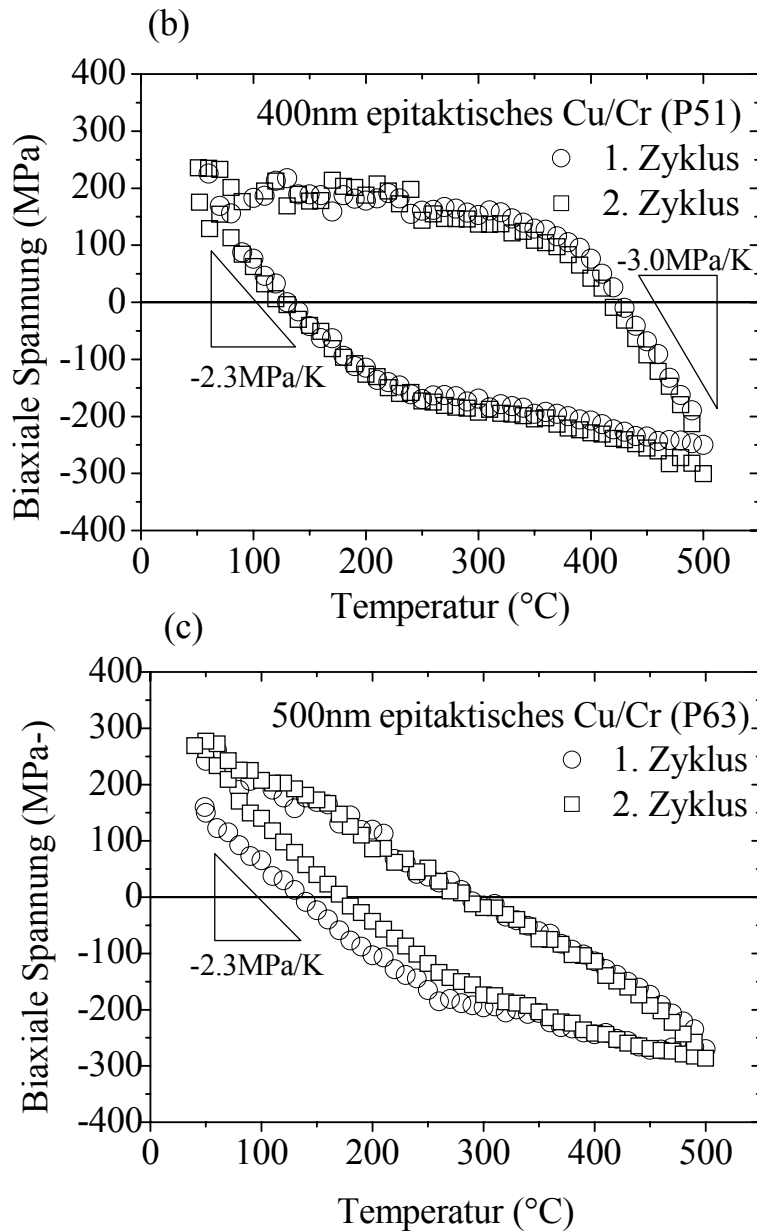 (b)
400
300
200
100
0
-100
-200
-300
-400
Biaxiale Spannung (MPa)
400nm epitaktisches Cu/Cr (P51)
1. Zyklus
2. Zyklus
-3.0MPa/K
-2.3MPa/K
0 100 200 300 400 500
Temperatur (°C)
(c)
400
300
200
100
0
-100
-200
-300
-400
Biaxiale Spannung (MPa-)
500nm epitaktisches Cu/Cr (P63)
1. Zyklus
2. Zyklus
-2.3MPa/K
0 100 200 300 400 500
Temperatur (°C)